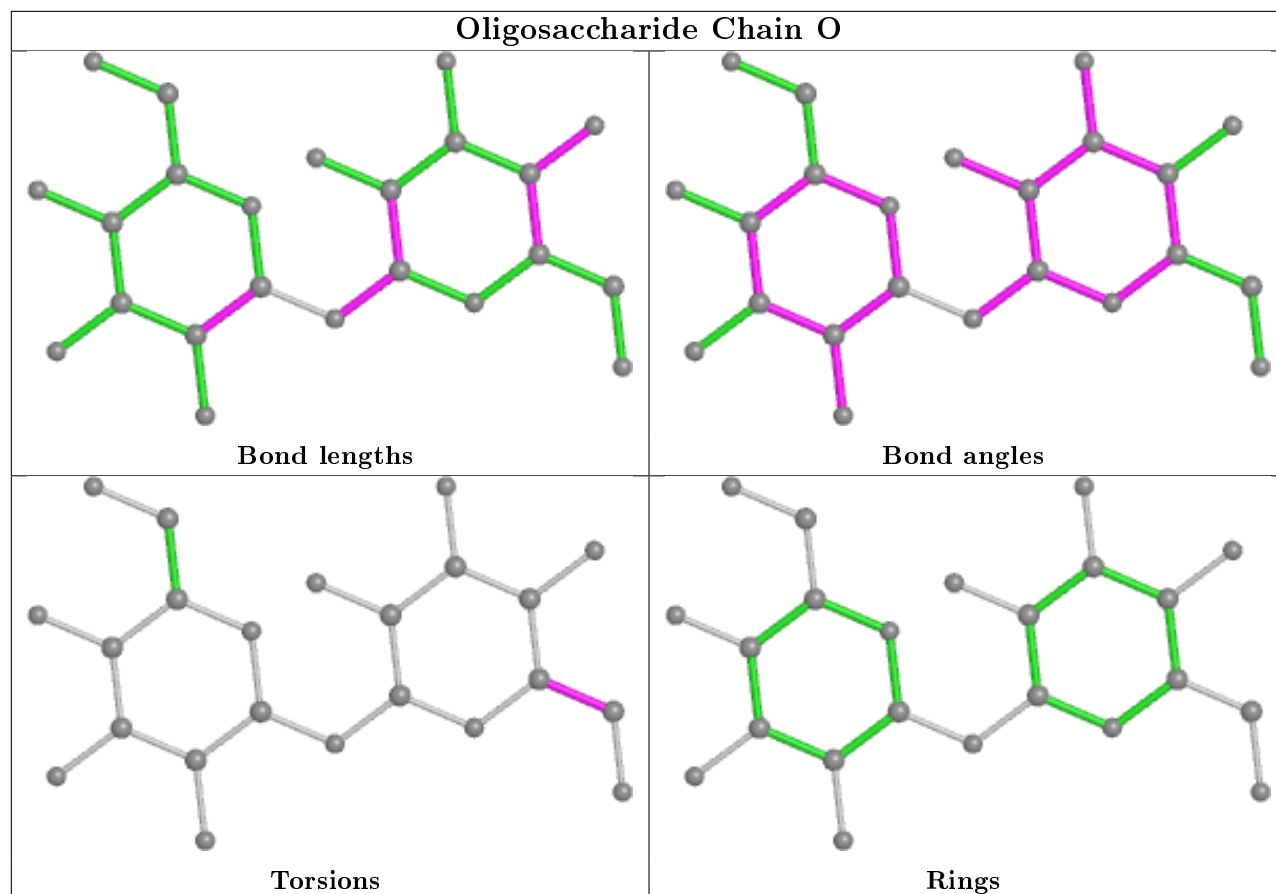 Oligosaccharide Chain O
Bond lengths
Bond angles
Torsions
Rings